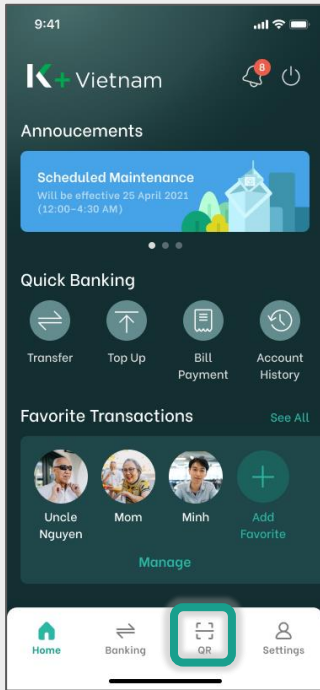 9:41
K+ Vietnam
8
Annoucements
Scheduled Maintenance
Will be effective 25 April 2021
(12:00-4:30 AM)
Quick Banking
Transfer
Top Up
Bill
Payment
Account
History
Favorite Transactions
See All
Uncle
Nguyen
Mom
Minh
Add
Favorite
Manage
Home
Banking
QR
Settings